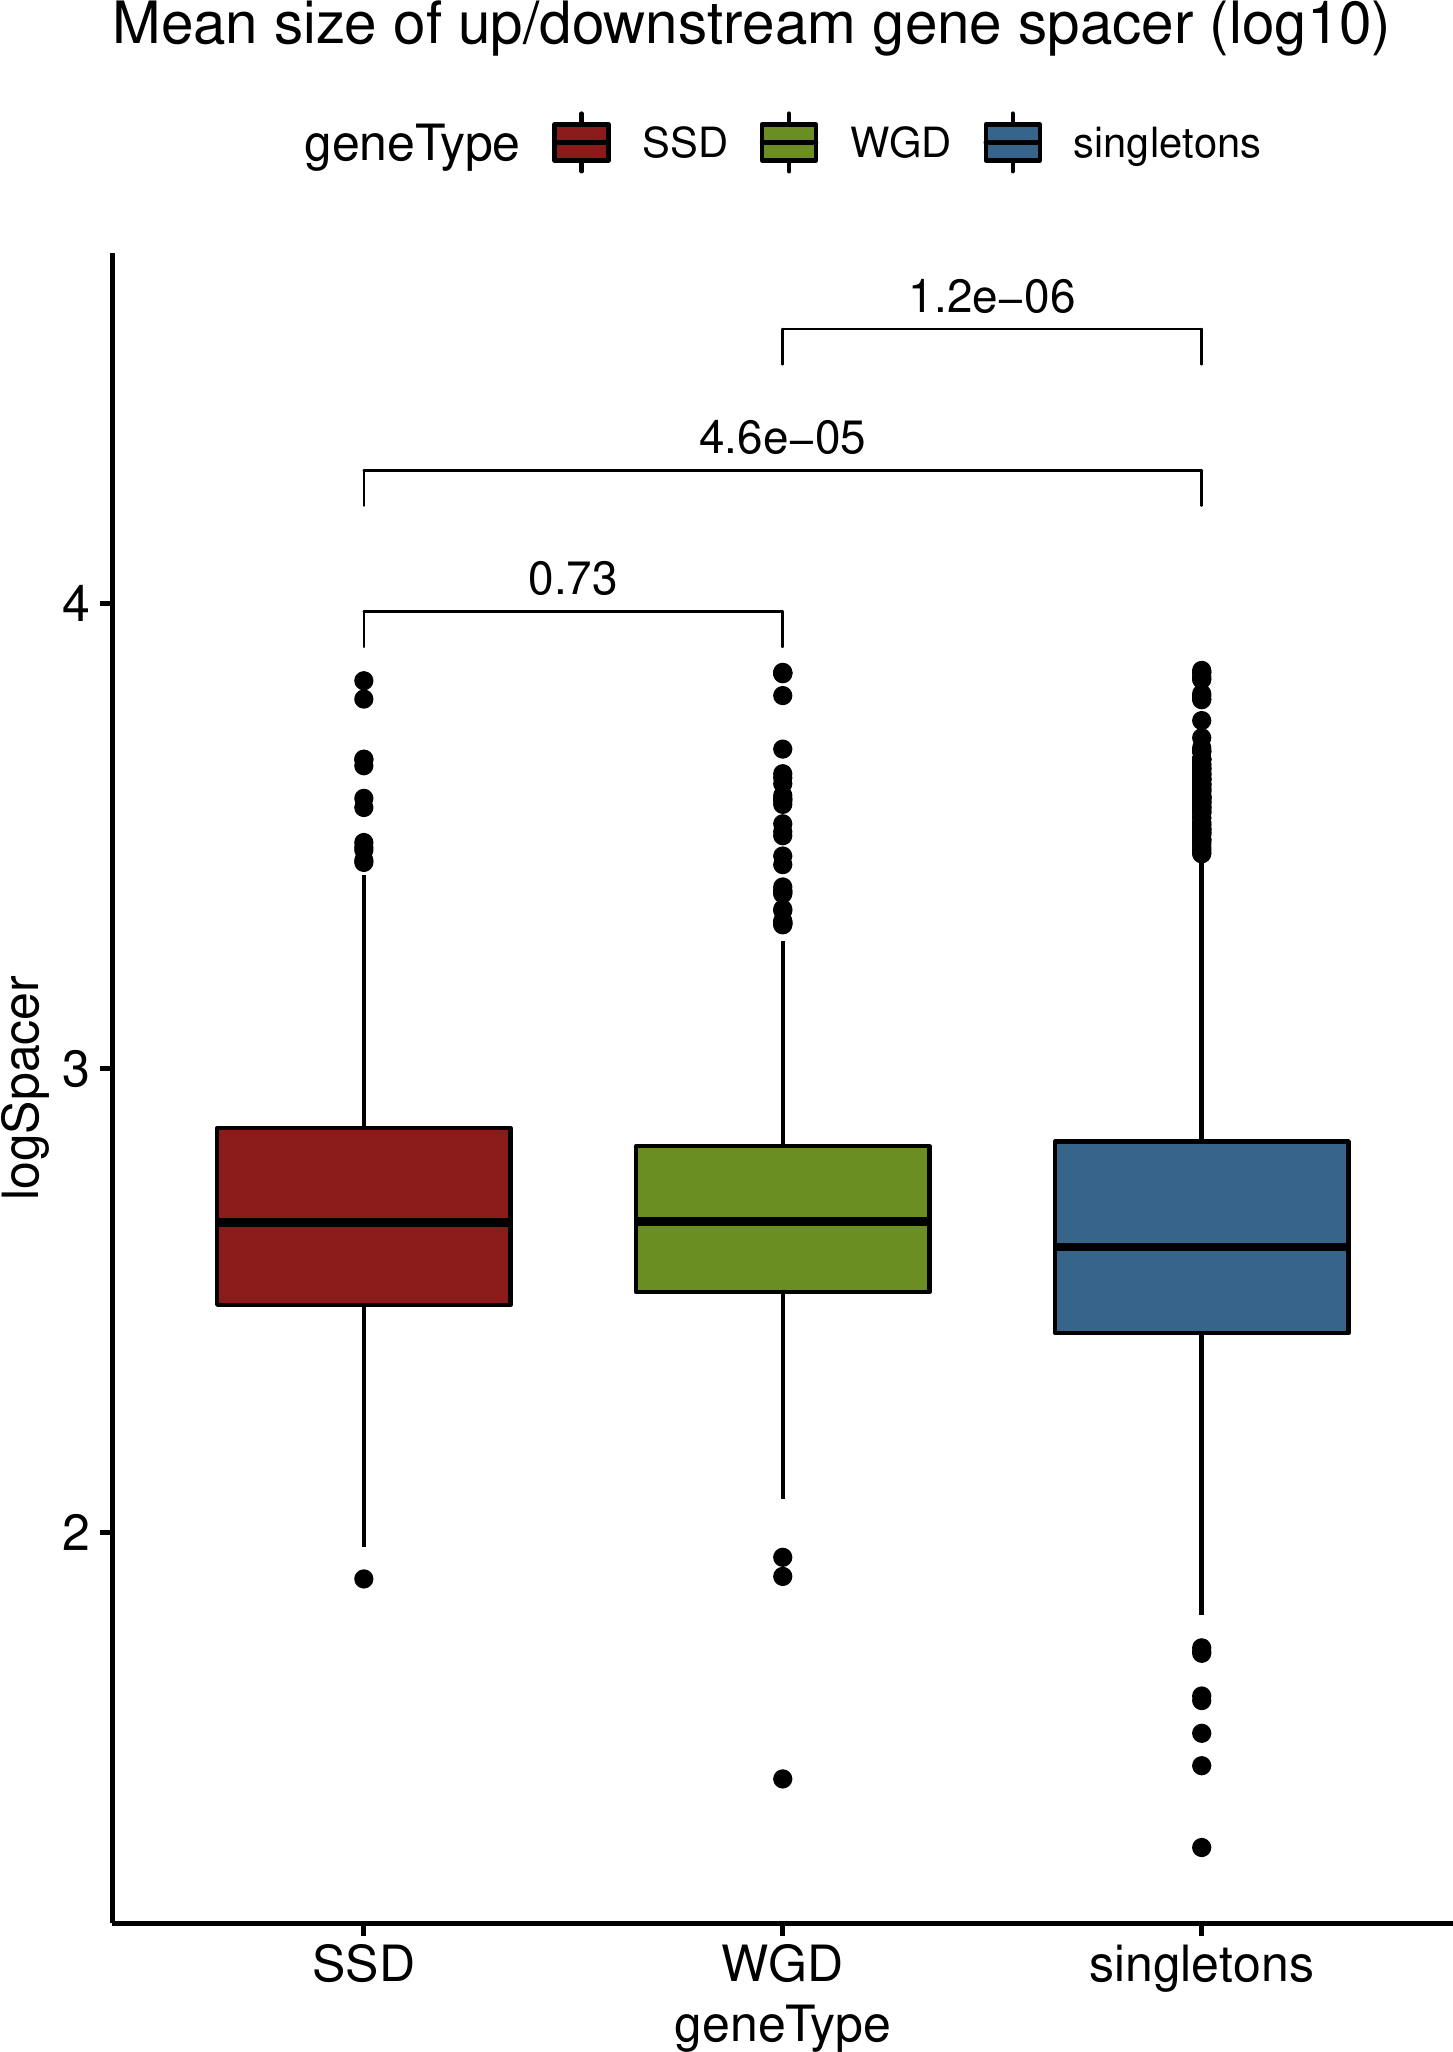 Mean size of up/downstream gene spacer (log10)
geneType SSD WGD singletons
1.2e−06
4.6e−05
0.73
4
3
2
logSpacer
SSD WGD singletons
geneType